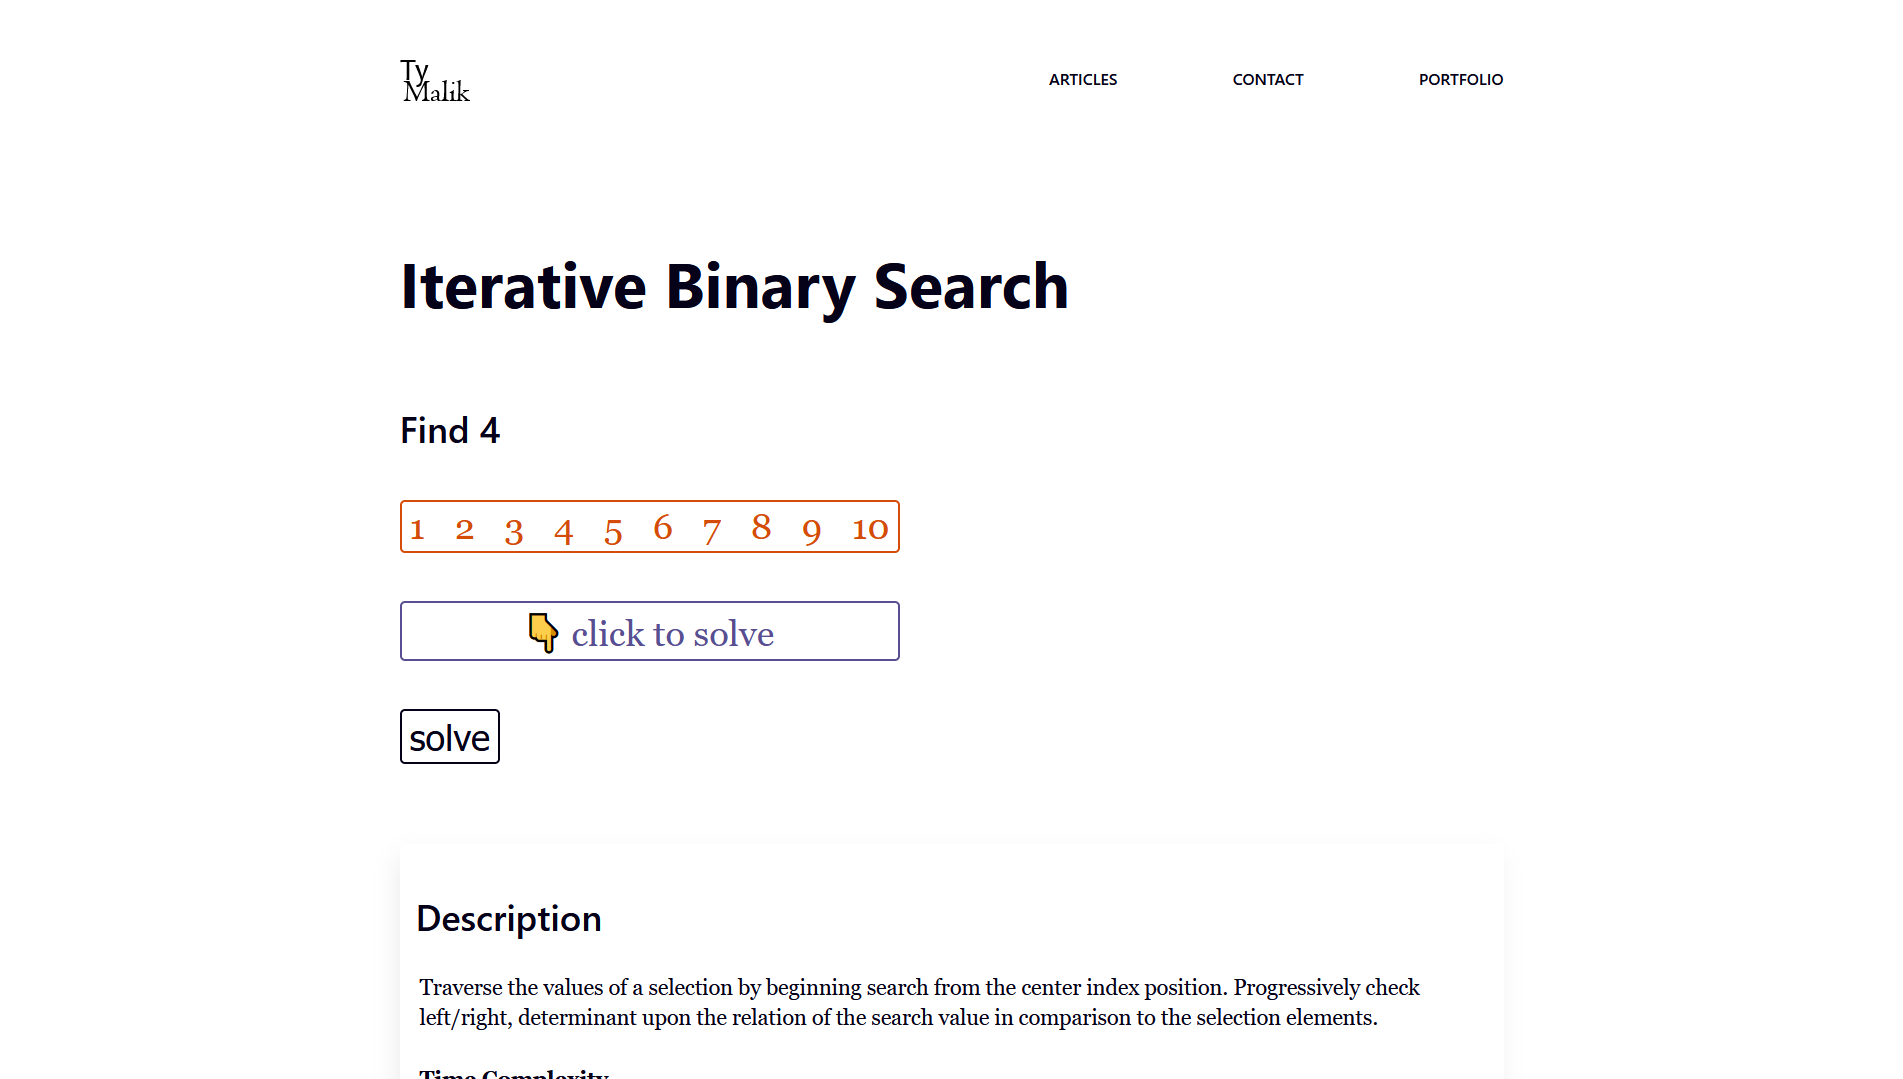 Ty
Malik
ARTICLES CONTACT PORTFOLIO
Iterative Binary Search
Find 4
1 2 3 4 5 6 7 8 9 10
👇 click to solve
solve
Description
Traverse the values of a selection by beginning search from the center index position. Progressively check
left/right, determinant upon the relation of the search value in comparison to the selection elements.
Time Complexity